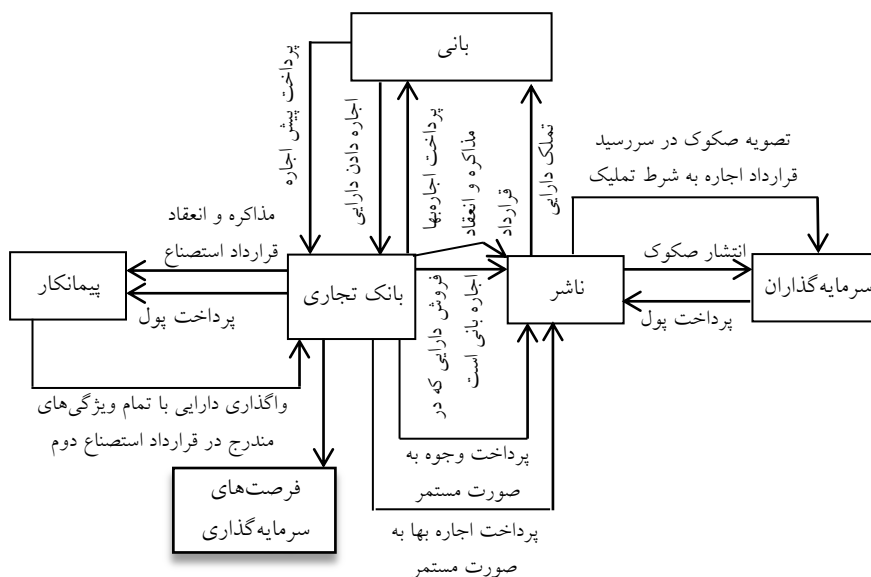 بانی
پرداخت پیش اجاره
اجاره دادن دارایی
پرداخت اجاره‌بها
مذاکره و انعقاد
قرارداد
تملک دارایی
تصویه صکوک در سررسید
قرارداد اجاره به شرط تملیک
مذاکره و انعقاد
قرارداد استصناع
پیمانکار
پرداخت پول
بانک تجاری
فروش دارایی که در
اجاره بانی است
ناشر
انتشار صکوک
پرداخت پول
سرمایه‌گذاران
واگذاری دارایی با تمام ویژگی‌های
مندرج در قرارداد استصناع دوم
فرصت‌های
سرمایه‌گذاری
پرداخت وجوه به
صورت مستمر
پرداخت اجاره بها به
صورت مستمر